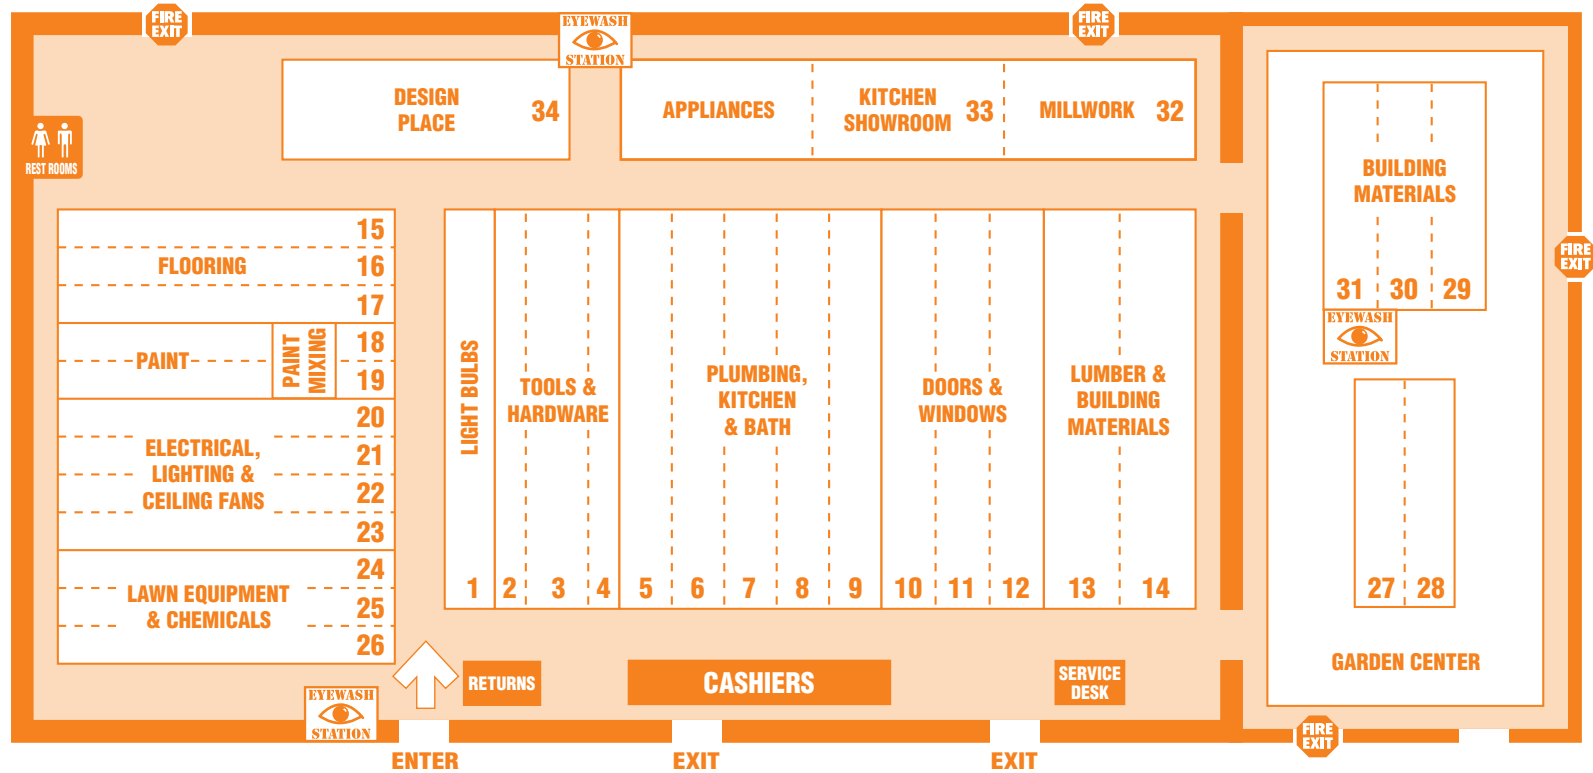 FIRE
EXIT
EYEWASH
STATION
FIRE
EXIT
DESIGN
PLACE
34
APPLIANCES
KITCHEN
SHOWROOM
33
MILLWORK
32
REST ROOMS
BUILDING
MATERIALS
31
30
29
FIRE
EXIT
EYEWASH
STATION
15
FLOORING
16
17
18
PAINT
PAINT
MIXING
19
20
ELECTRICAL,
LIGHTING &
CEILING FANS
21
22
23
24
LAWN EQUIPMENT
& CHEMICALS
25
26
LIGHT BULBS
TOOLS &
HARDWARE
PLUMBING,
KITCHEN
& BATH
DOORS &
WINDOWS
LUMBER &
BUILDING
MATERIALS
1
2
3
4
5
6
7
8
9
10
11
12
13
14
27
28
GARDEN CENTER
EYEWASH
STATION
RETURNS
CASHIERS
SERVICE
DESK
FIRE
EXIT
ENTER
EXIT
EXIT